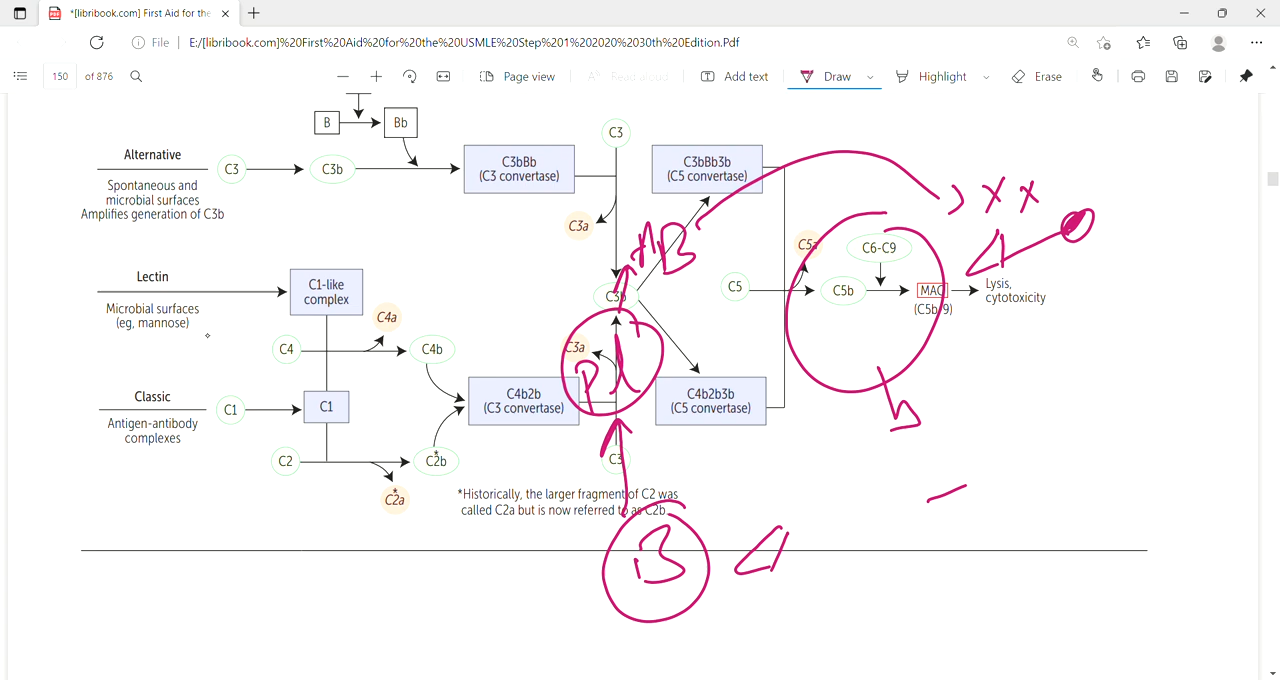 *[libribook.com] First Aid for the
File
E:/[libribook.com]%20First%20Aid%20for%20the%20USMLE%20Step%201%202020%2030th%20Edition.Pdf
150 of 876
Page view
Read aloud
Add text
Draw
Highlight
Erase
B
Bb
C3
Alternative
Spontaneous and
microbial surfaces
Amplifies generation of C3b
C3
C3b
C3bBb
(C3 convertase)
C3a
C3bBb3b
(C5 convertase)
AB
X X
Lectin
Microbial surfaces
(eg, mannose)
C1-like
complex
C4a
C4
C4b
C3b
C5
C5a
C6-C9
C5b
MAC
(C5b-9)
Lysis,
cytotoxicity
Classic
Antigen-antibody
complexes
C1
C1
C4b2b
(C3 convertase)
C3a
C4b2b3b
(C5 convertase)
C2
C2b
*
C2a
*
C3
*Historically, the larger fragment of C2 was
called C2a but is now referred to as C2b.
B